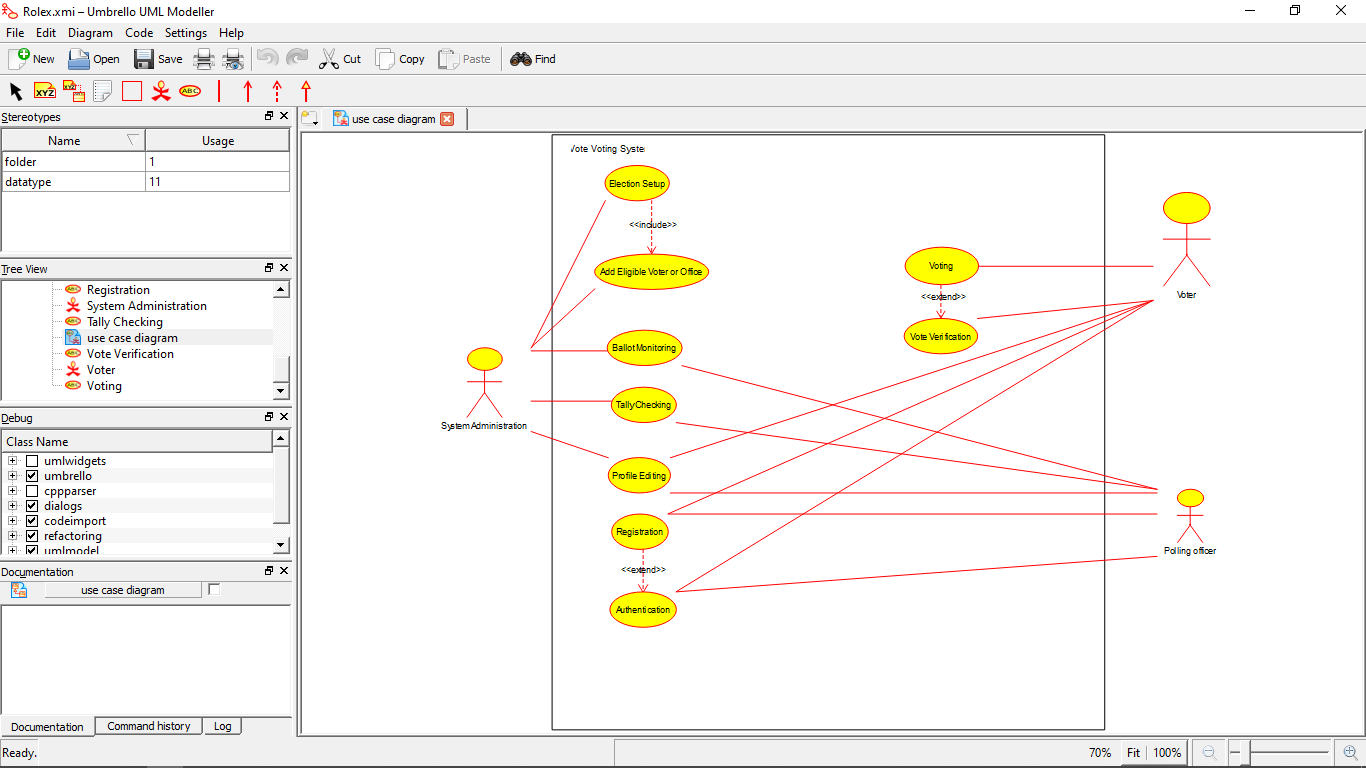 Rolex.xmi – Umbrello UML Modeller
File Edit Diagram Code Settings Help
New Open Save Cut Copy Paste Find
XYZ XYZ ABC
Stereotypes
Name Usage
folder 1
datatype 11
Tree View
Registration
System Administration
Tally Checking
use case diagram
Vote Verification
Voter
Voting
Debug
Class Name
umlwidgets
umbrello
cppparser
dialogs
codeimport
refactoring
umlmodel
Documentation
use case diagram
Documentation Command history Log
Ready.
use case diagram
Vote Voting Syste
Election Setup
<<include>>
Add Eligible Voter or Office
Voting
<<extend>>
Vote Verification
Voter
Ballot Monitoring
Tally Checking
System Administration
Profile Editing
Registration
<<extend>>
Authentication
Polling officer
70% Fit 100%